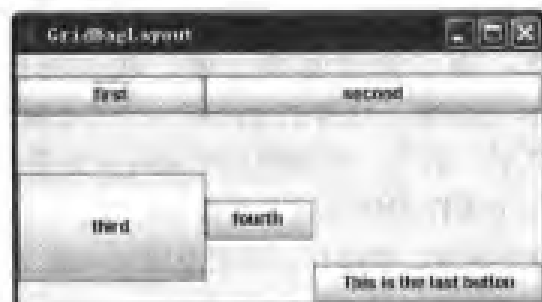 GridBagLayout
first second
third fourth
This is the last button